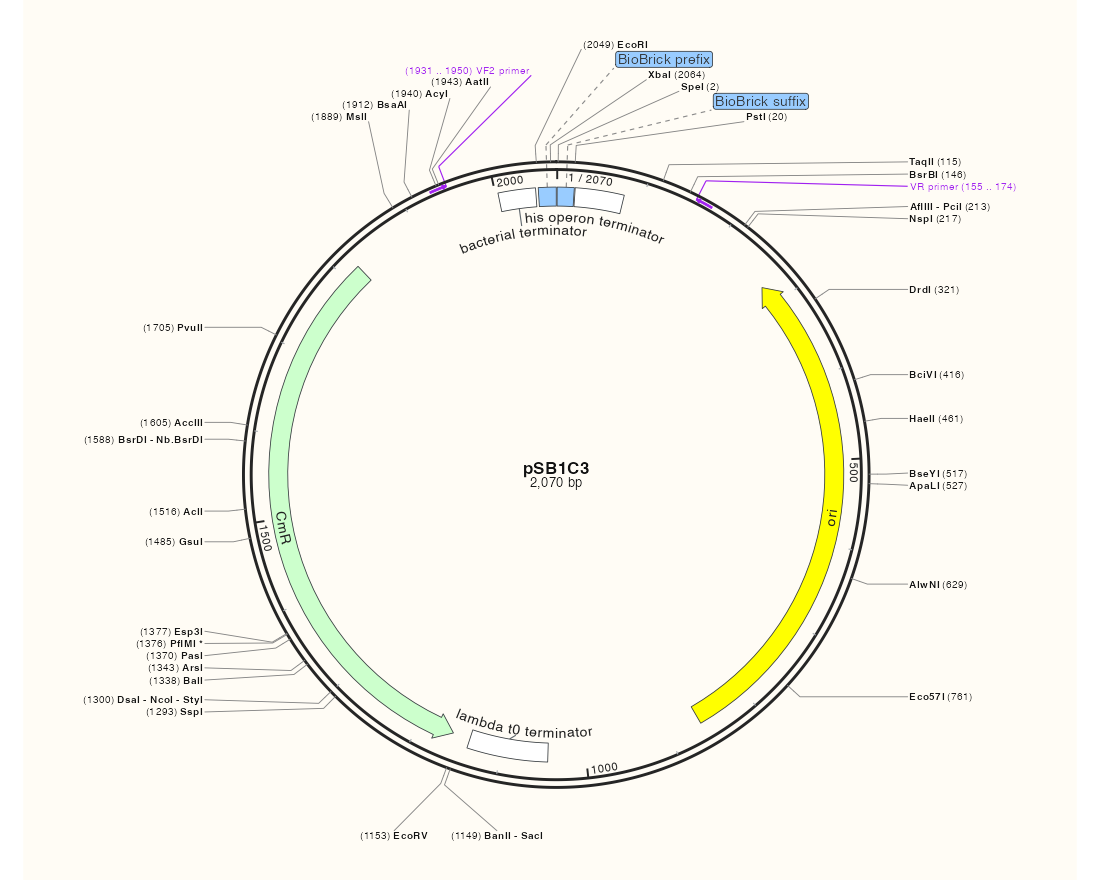 (2049) EcoRI
BioBrick prefix
(1931 .. 1950) VF2 primer
XbaI (2064)
(1943) AatII
SpeI (2)
(1940) AcyI
BioBrick suffix
(1912) BsaAI
(1889) MslI
PstI (20)
TaqII (115)
BsrBI (146)
VR primer (155 .. 174)
2000
1 / 2070
AflIII - PciI (213)
NspI (217)
his operon terminator
bacterial terminator
DrdI (321)
(1705) PvuII
BciVI (416)
HaeII (461)
(1605) AccIII
(1588) BsrDI - Nb.BsrDI
pSB1C3
2,070 bp
500
BseYI (517)
ApaLI (527)
(1516) AclI
CmR
ori
1500
(1485) GsuI
AlwNI (629)
(1377) Esp3I
(1376) PflMI *
(1370) PasI
(1343) ArsI
(1338) BalI
(1300) DsaI - NcoI - StyI
(1293) SspI
Eco57I (761)
lambda t0 terminator
1000
(1153) EcoRV
(1149) BanII - SacI